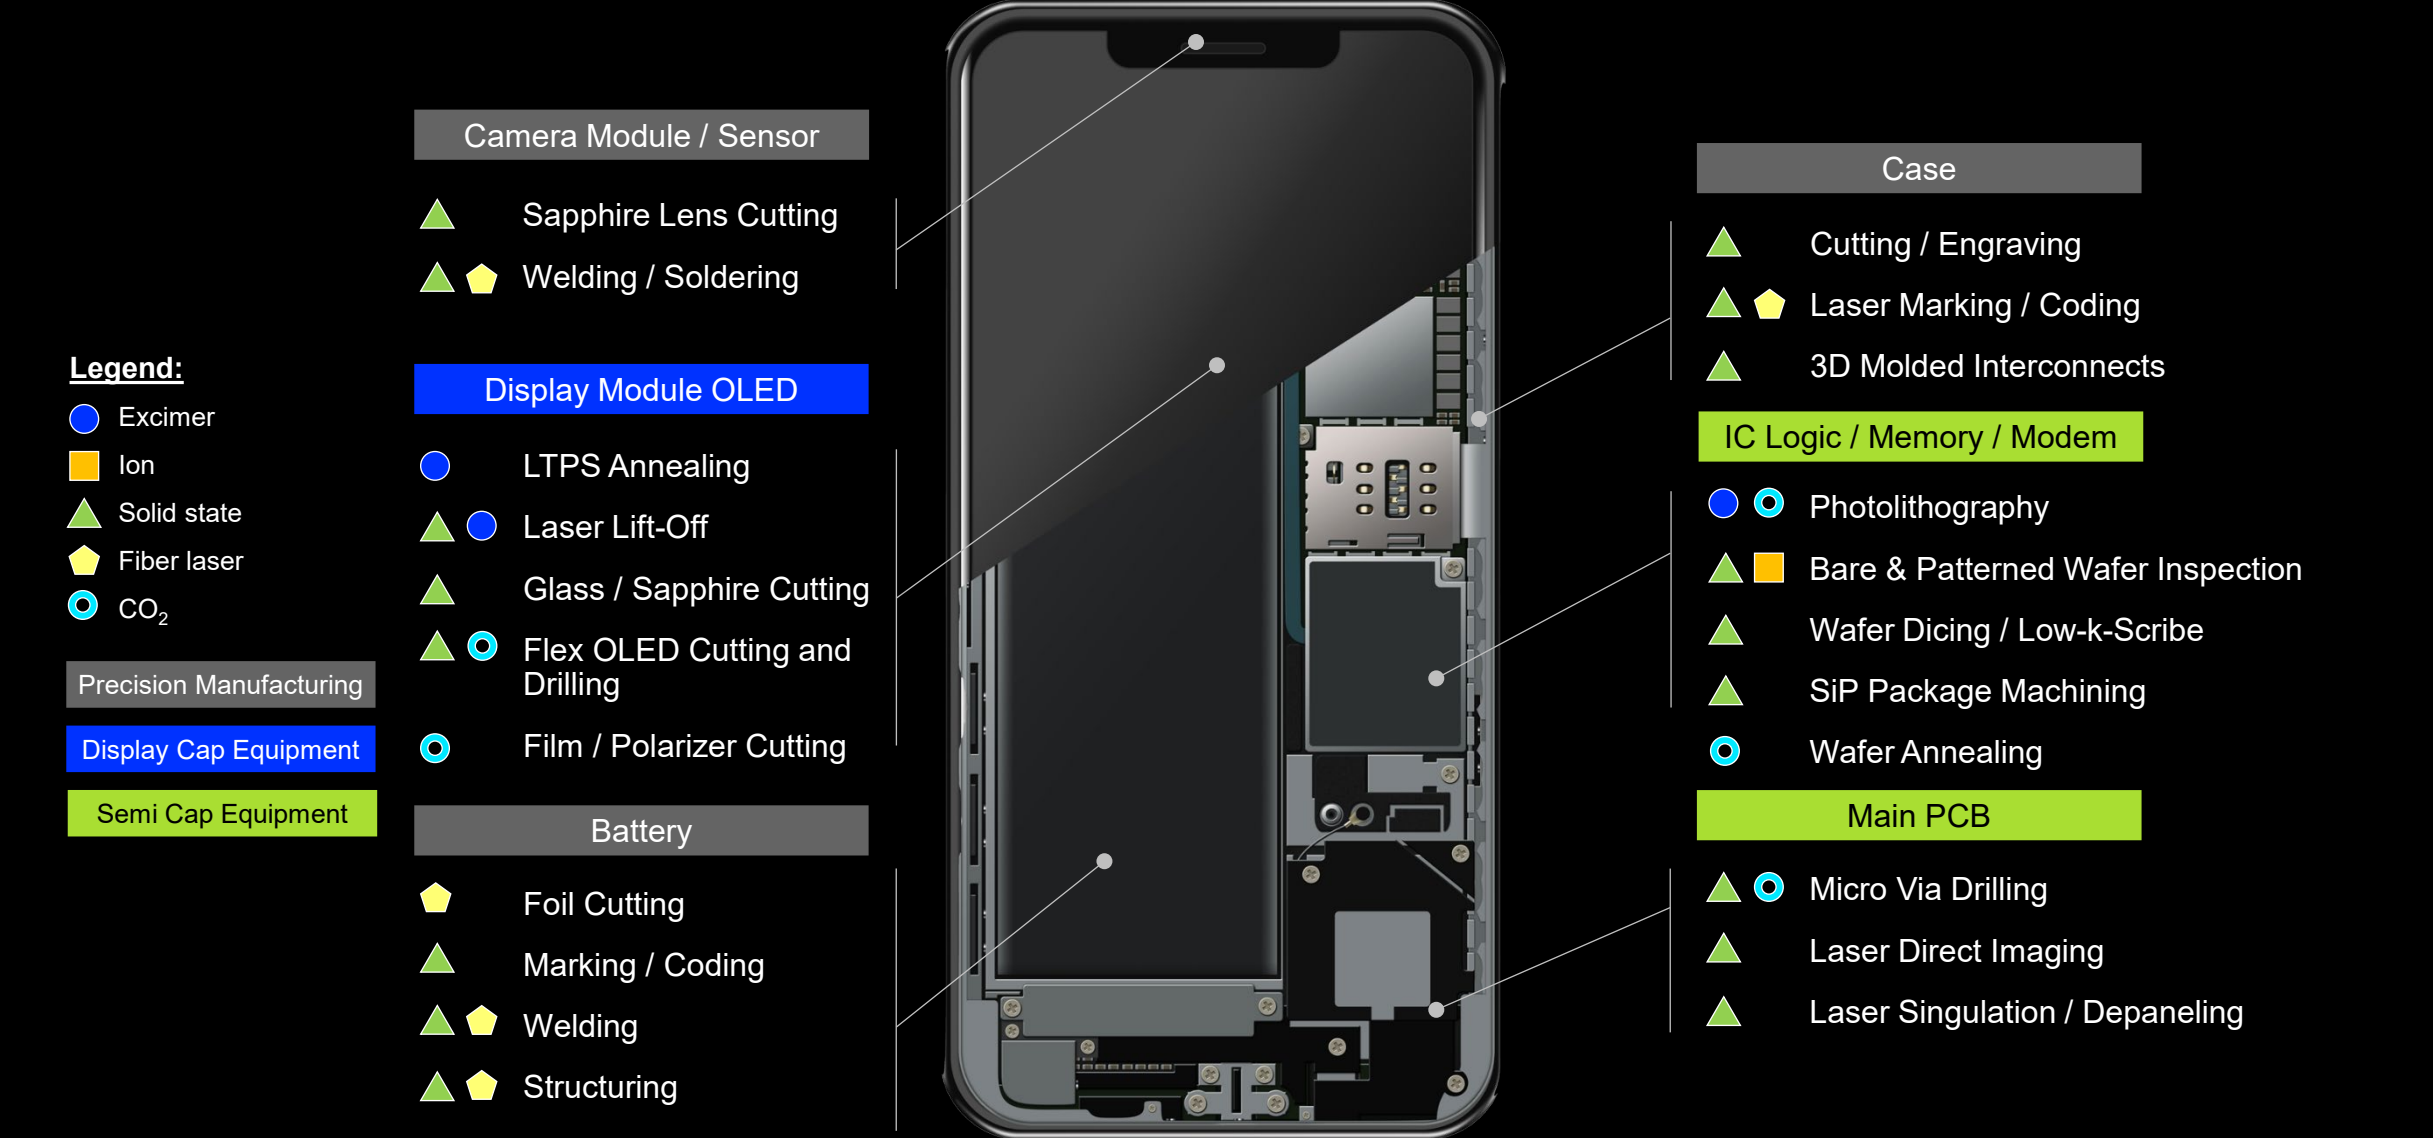 Legend:
Excimer
Ion
Solid state
Fiber laser
CO₂
Precision Manufacturing
Display Cap Equipment
Semi Cap Equipment
Camera Module / Sensor
Sapphire Lens Cutting
Welding / Soldering
Display Module OLED
LTPS Annealing
Laser Lift-Off
Glass / Sapphire Cutting
Flex OLED Cutting and
Drilling
Film / Polarizer Cutting
Battery
Foil Cutting
Marking / Coding
Welding
Structuring
Case
Cutting / Engraving
Laser Marking / Coding
3D Molded Interconnects
IC Logic / Memory / Modem
Photolithography
Bare & Patterned Wafer Inspection
Wafer Dicing / Low-k-Scribe
SiP Package Machining
Wafer Annealing
Main PCB
Micro Via Drilling
Laser Direct Imaging
Laser Singulation / Depaneling